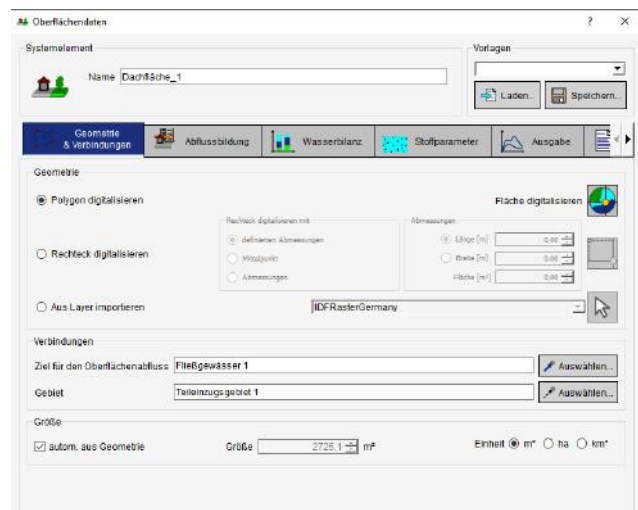 Oberflächendaten ? X
Systemelement
Name Dachfläche_1
Vorlagen
Laden... Speichern...
Geometrie & Verbindungen Abflussbildung Wasserbilanz Stoffparameter Ausgabe
Geometrie
Polygon digitalisieren Fläche digitalisieren
Rechteck digitalisieren
Rechteck digitalisieren mit
definierten Abmessungen
Mittelpunkt
Abmessungen
Abmessungen
Länge [m] 0,00
Breite [m] 0,00
Fläche [m²] 0,00
Aus Layer importieren IDFRasterGermany
Verbindungen
Ziel für den Oberflächenabfluss Fließgewässer 1 Auswählen...
Gebiet Teileinzugsgebiet 1 Auswählen...
Größe
autom. aus Geometrie Größe 2725,1 m² Einheit m² ha km²